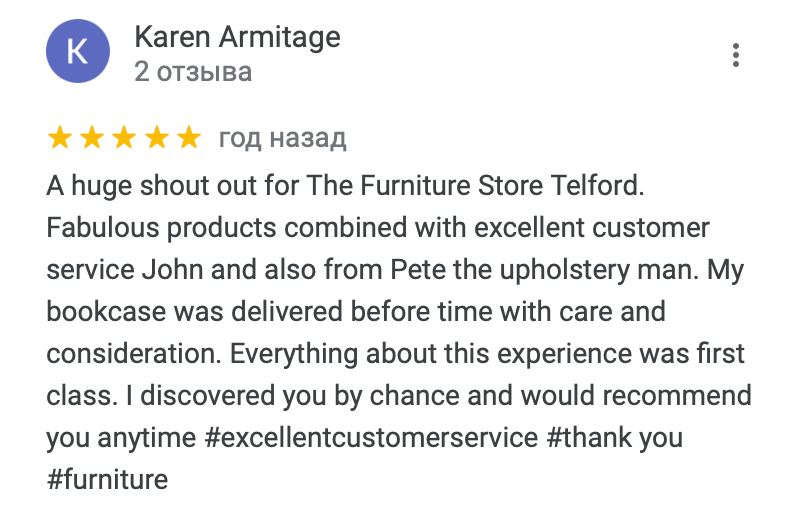 K
Karen Armitage
2 отзыва
год назад
A huge shout out for The Furniture Store Telford.
Fabulous products combined with excellent customer
service John and also from Pete the upholstery man. My
bookcase was delivered before time with care and
consideration. Everything about this experience was first
class. I discovered you by chance and would recommend
you anytime #excellentcustomerservice #thank you
#furniture